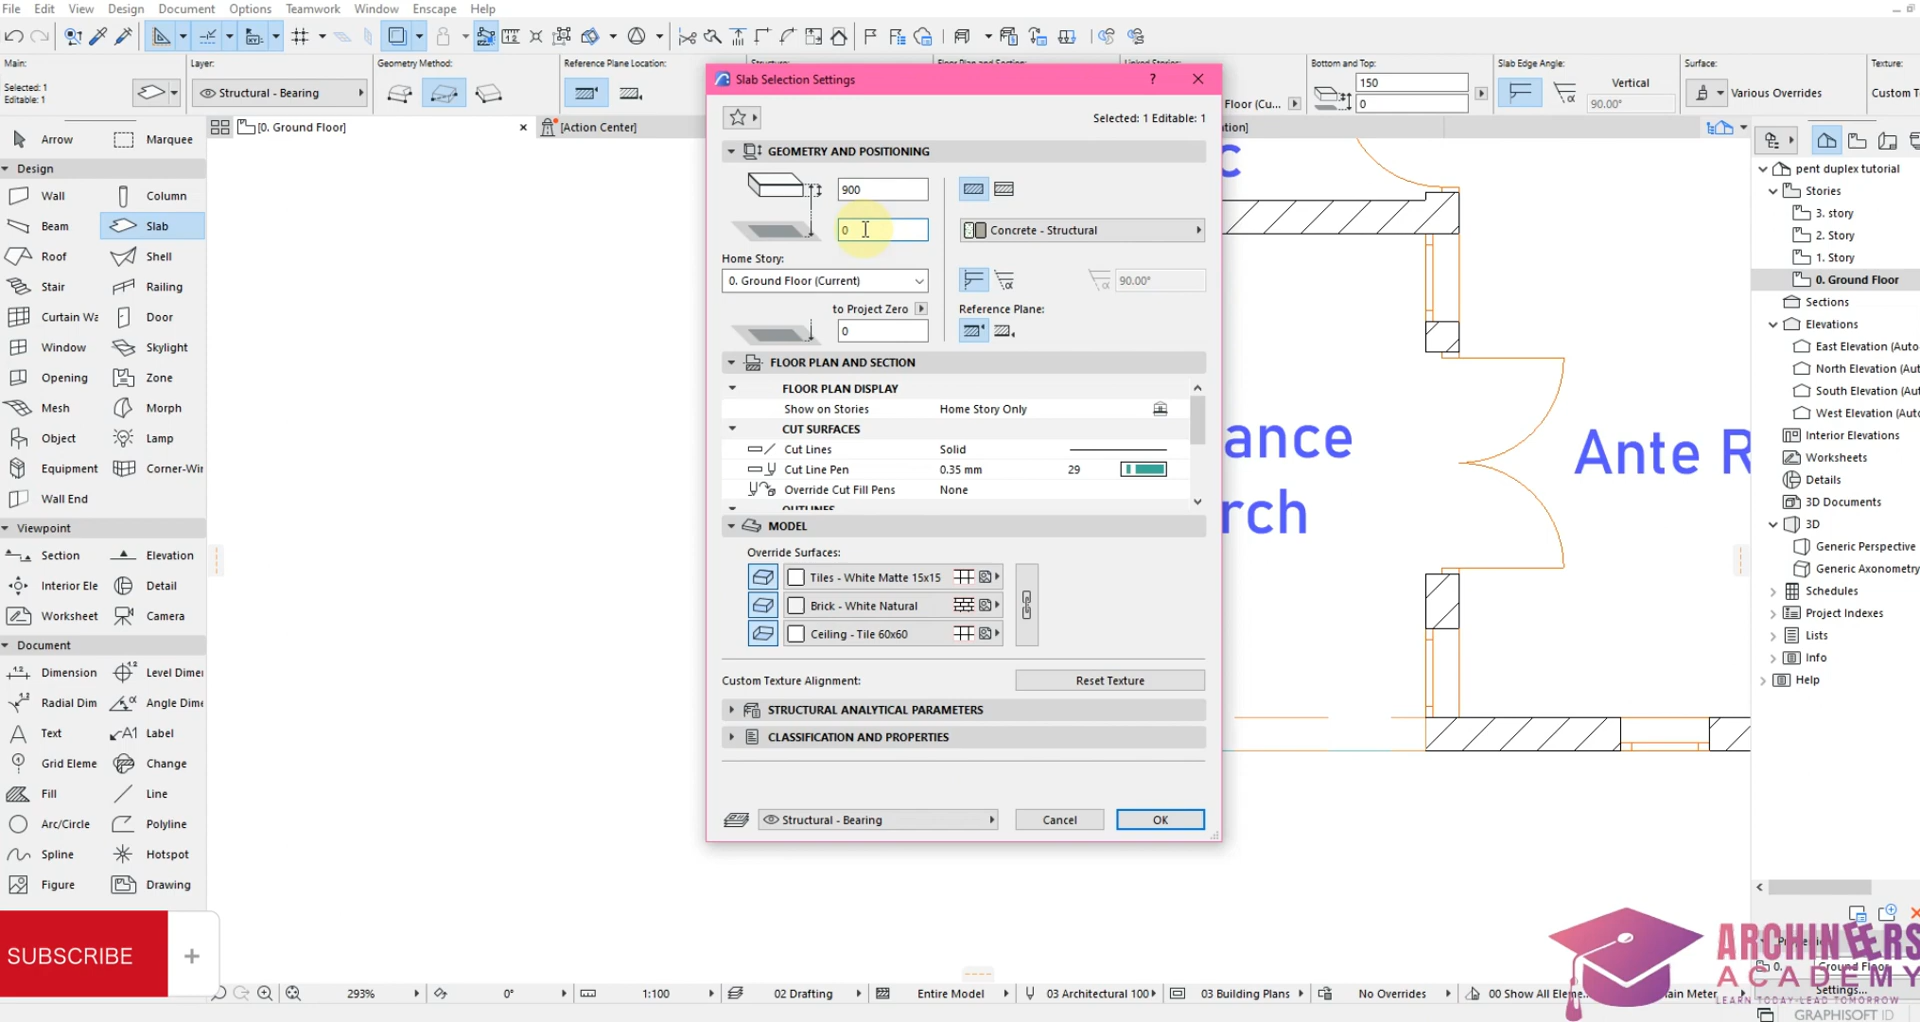 File Edit View Design Document Options Teamwork Window Enscape Help
Main: Layer: Geometry Method: Reference Plane Location: Bottom and Top: Slab Edge Angle: Surface: Texture:
Selected: 1
Editable: 1
Structural - Bearing
Floor (Cu...
150
0
Vertical
90.00°
Various Overrides
Custom T
[0. Ground Floor]
[Action Center]
Arrow Marquee
Design
Wall Column
Beam Slab
Roof Shell
Stair Railing
Curtain Wa Door
Window Skylight
Opening Zone
Mesh Morph
Object Lamp
Equipment Corner-Win
Wall End
Viewpoint
Section Elevation
Interior Ele Detail
Worksheet Camera
Document
Dimension Level Dime
Radial Dim Angle Dime
Text Label
Grid Eleme Change
Fill Line
Arc/Circle Polyline
Spline Hotspot
Figure Drawing
SUBSCRIBE +
Slab Selection Settings ?
Selected: 1 Editable: 1
GEOMETRY AND POSITIONING
900
0
Concrete - Structural
Home Story:
0. Ground Floor (Current)
90.00°
to Project Zero
Reference Plane:
0
FLOOR PLAN AND SECTION
FLOOR PLAN DISPLAY
Show on Stories Home Story Only
CUT SURFACES
Cut Lines Solid
Cut Line Pen 0.35 mm 29
Override Cut Fill Pens None
OUTLINES
MODEL
Override Surfaces:
Tiles - White Matte 15x15
Brick - White Natural
Ceiling - Tile 60x60
Custom Texture Alignment: Reset Texture
STRUCTURAL ANALYTICAL PARAMETERS
CLASSIFICATION AND PROPERTIES
Structural - Bearing Cancel OK
C
ance
rch
Ante R
pent duplex tutorial
Stories
3. story
2. Story
1. Story
0. Ground Floor
Sections
Elevations
East Elevation (Auto
North Elevation (Aut
South Elevation (Aut
West Elevation (Auto
Interior Elevations
Worksheets
Details
3D Documents
3D
Generic Perspective
Generic Axonometry
Schedules
Project Indexes
Lists
Info
Help
ARCHINEERS
ACADEMY
LEARN TODAY-LEAD TOMORROW
0. Ground Floor
Settings...
293% 0° 1:100 02 Drafting Entire Model 03 Architectural 100 03 Building Plans No Overrides 00 Show All Eleme...
GRAPHISOFT ID